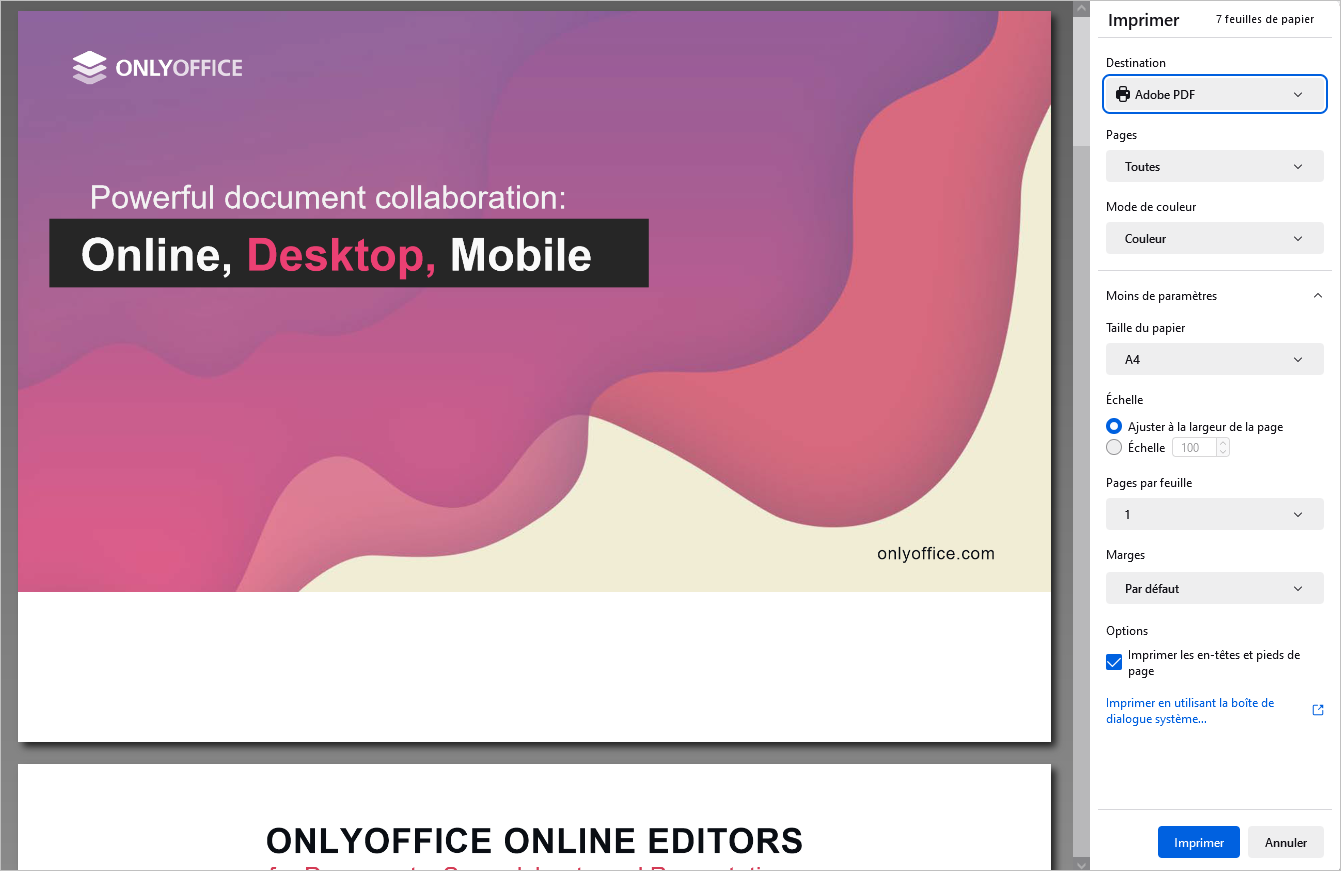 ONLYOFFICE
Powerful document collaboration:
Online, Desktop, Mobile
onlyoffice.com
ONLYOFFICE ONLINE EDITORS
Imprimer
7 feuilles de papier
Destination
Adobe PDF
Pages
Toutes
Mode de couleur
Couleur
Moins de paramètres
Taille du papier
A4
Échelle
Ajuster à la largeur de la page
Échelle 100
Pages par feuille
1
Marges
Par défaut
Options
Imprimer les en-têtes et pieds de
page
Imprimer en utilisant la boîte de
dialogue système...
Imprimer
Annuler